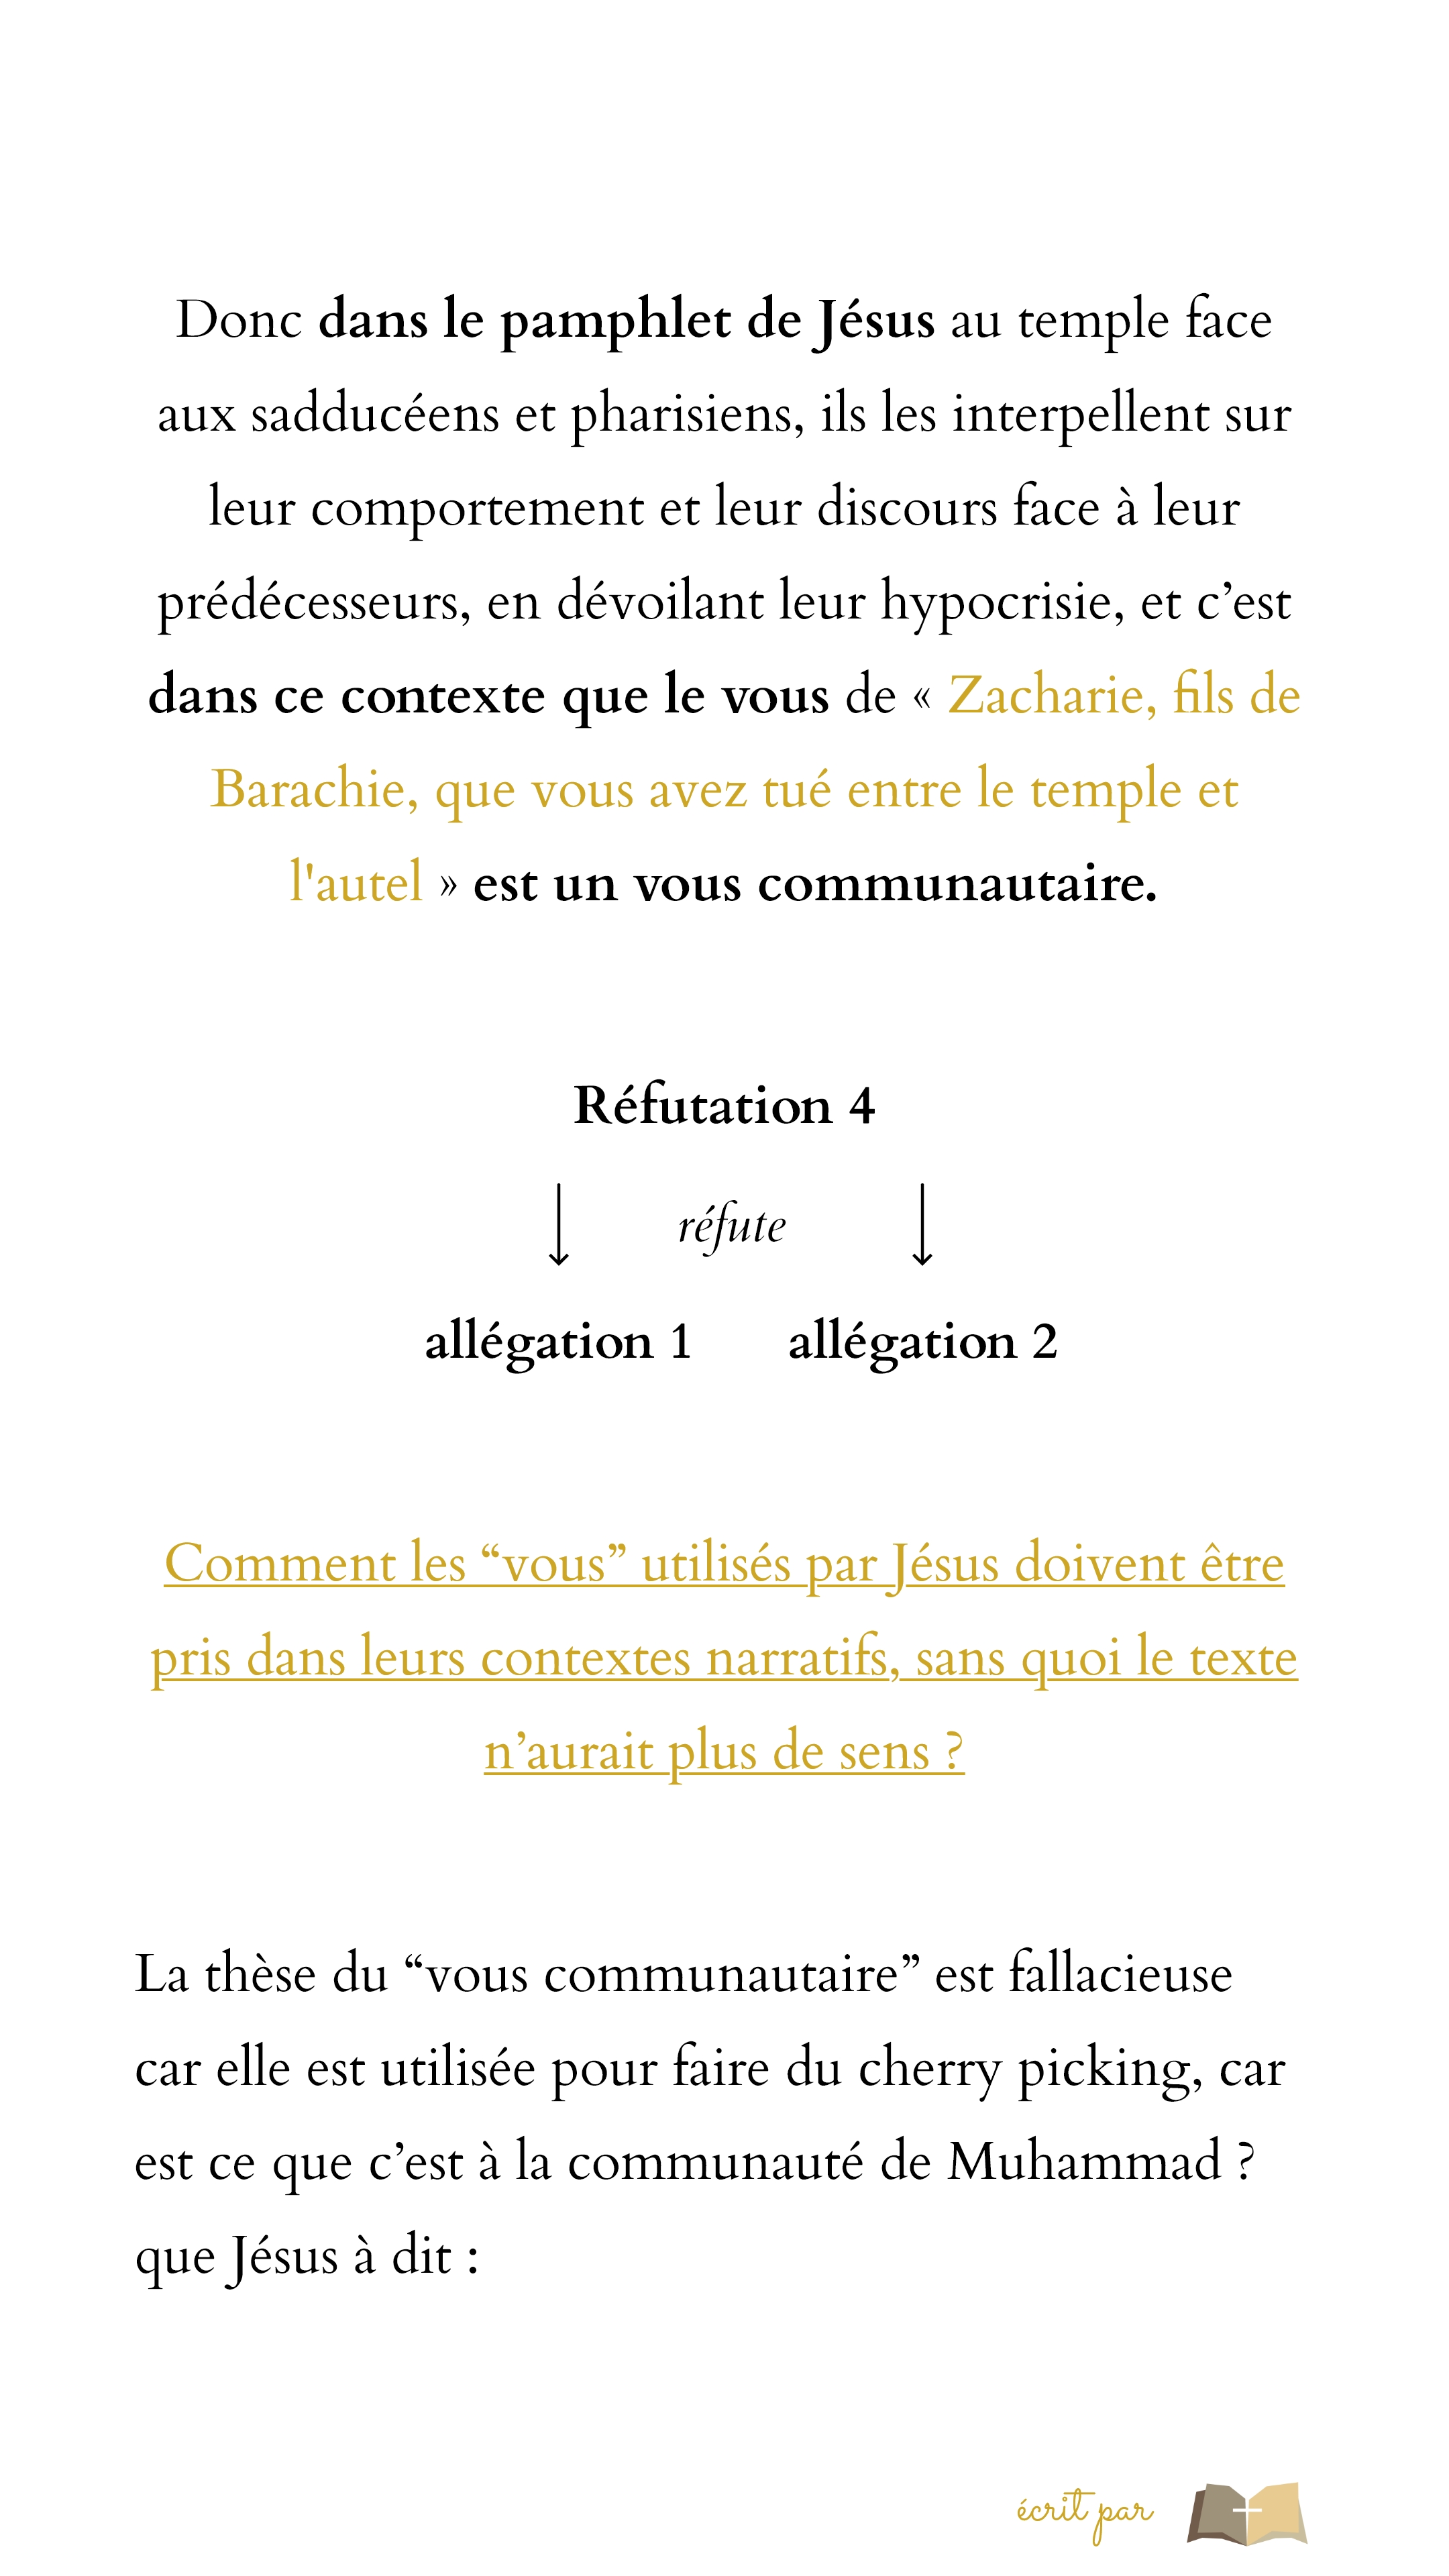 Donc dans le pamphlet de Jésus au temple face
aux sadducéens et pharisiens, ils les interpellent sur
leur comportement et leur discours face à leur
prédécesseurs, en dévoilant leur hypocrisie, et c’est
dans ce contexte que le vous de « Zacharie, fils de
Barachie, que vous avez tué entre le temple et
l'autel » est un vous communautaire.
Réfutation 4
réfute
allégation 1 allégation 2
Comment les “vous” utilisés par Jésus doivent être
pris dans leurs contextes narratifs, sans quoi le texte
n’aurait plus de sens ?
La thèse du “vous communautaire” est fallacieuse
car elle est utilisée pour faire du cherry picking, car
est ce que c’est à la communauté de Muhammad ?
que Jésus à dit :
écrit par